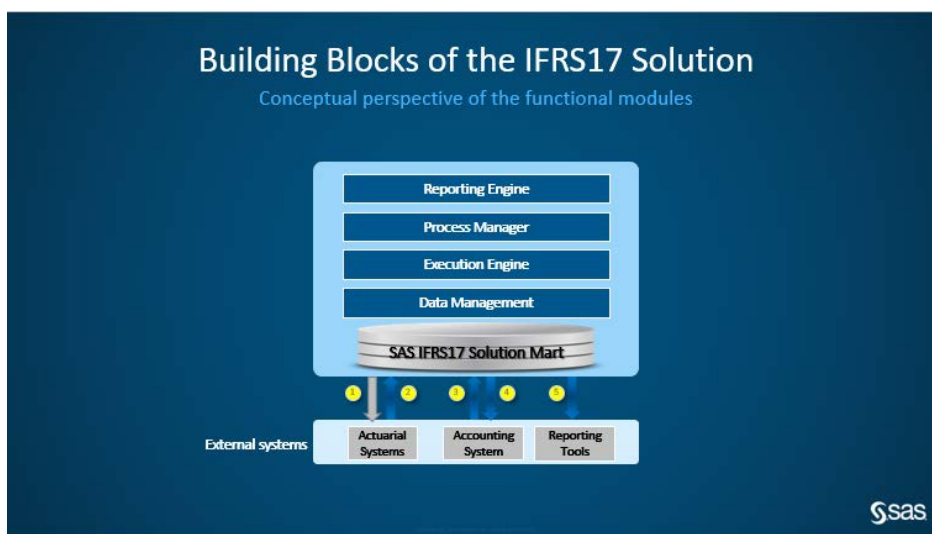 Building Blocks of the IFRS17 Solution
Conceptual perspective of the functional modules
Reporting Engine
Process Manager
Execution Engine
Data Management
SAS IFRS17 Solution Mart
1 2 3 4 5
External systems
Actuarial
Systems
Accounting
System
Reporting
Tools
sas